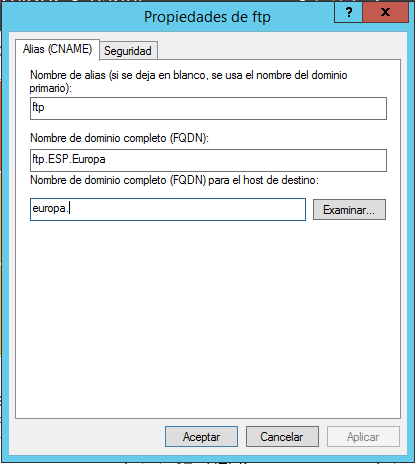 Propiedades de ftp
? x
Alias (CNAME) Seguridad
Nombre de alias (si se deja en blanco, se usa el nombre del dominio
primario):
ftp
Nombre de dominio completo (FQDN):
ftp.ESP.Europa
Nombre de dominio completo (FQDN) para el host de destino:
europa.
Examinar...
Aceptar Cancelar Aplicar